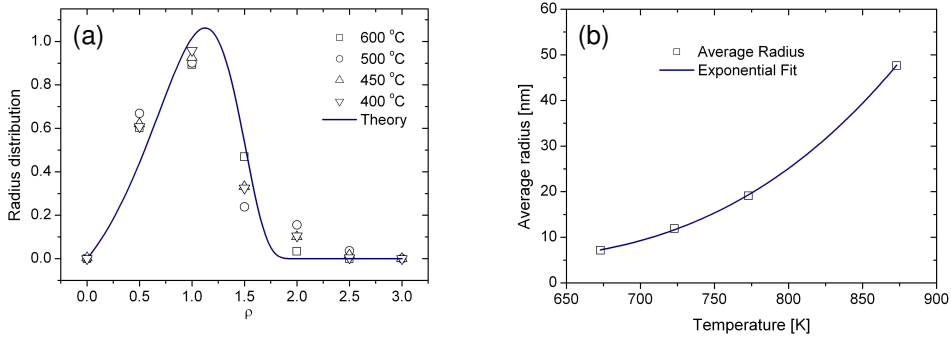 (a)
600 °C
500 °C
450 °C
400 °C
Theory
Radius distribution
1.0
0.8
0.6
0.4
0.2
0.0
0.0 0.5 1.0 1.5 2.0 2.5 3.0
ρ
(b)
Average Radius
Exponential Fit
Average radius [nm]
60
50
40
30
20
10
0
650 700 750 800 850 900
Temperature [K]